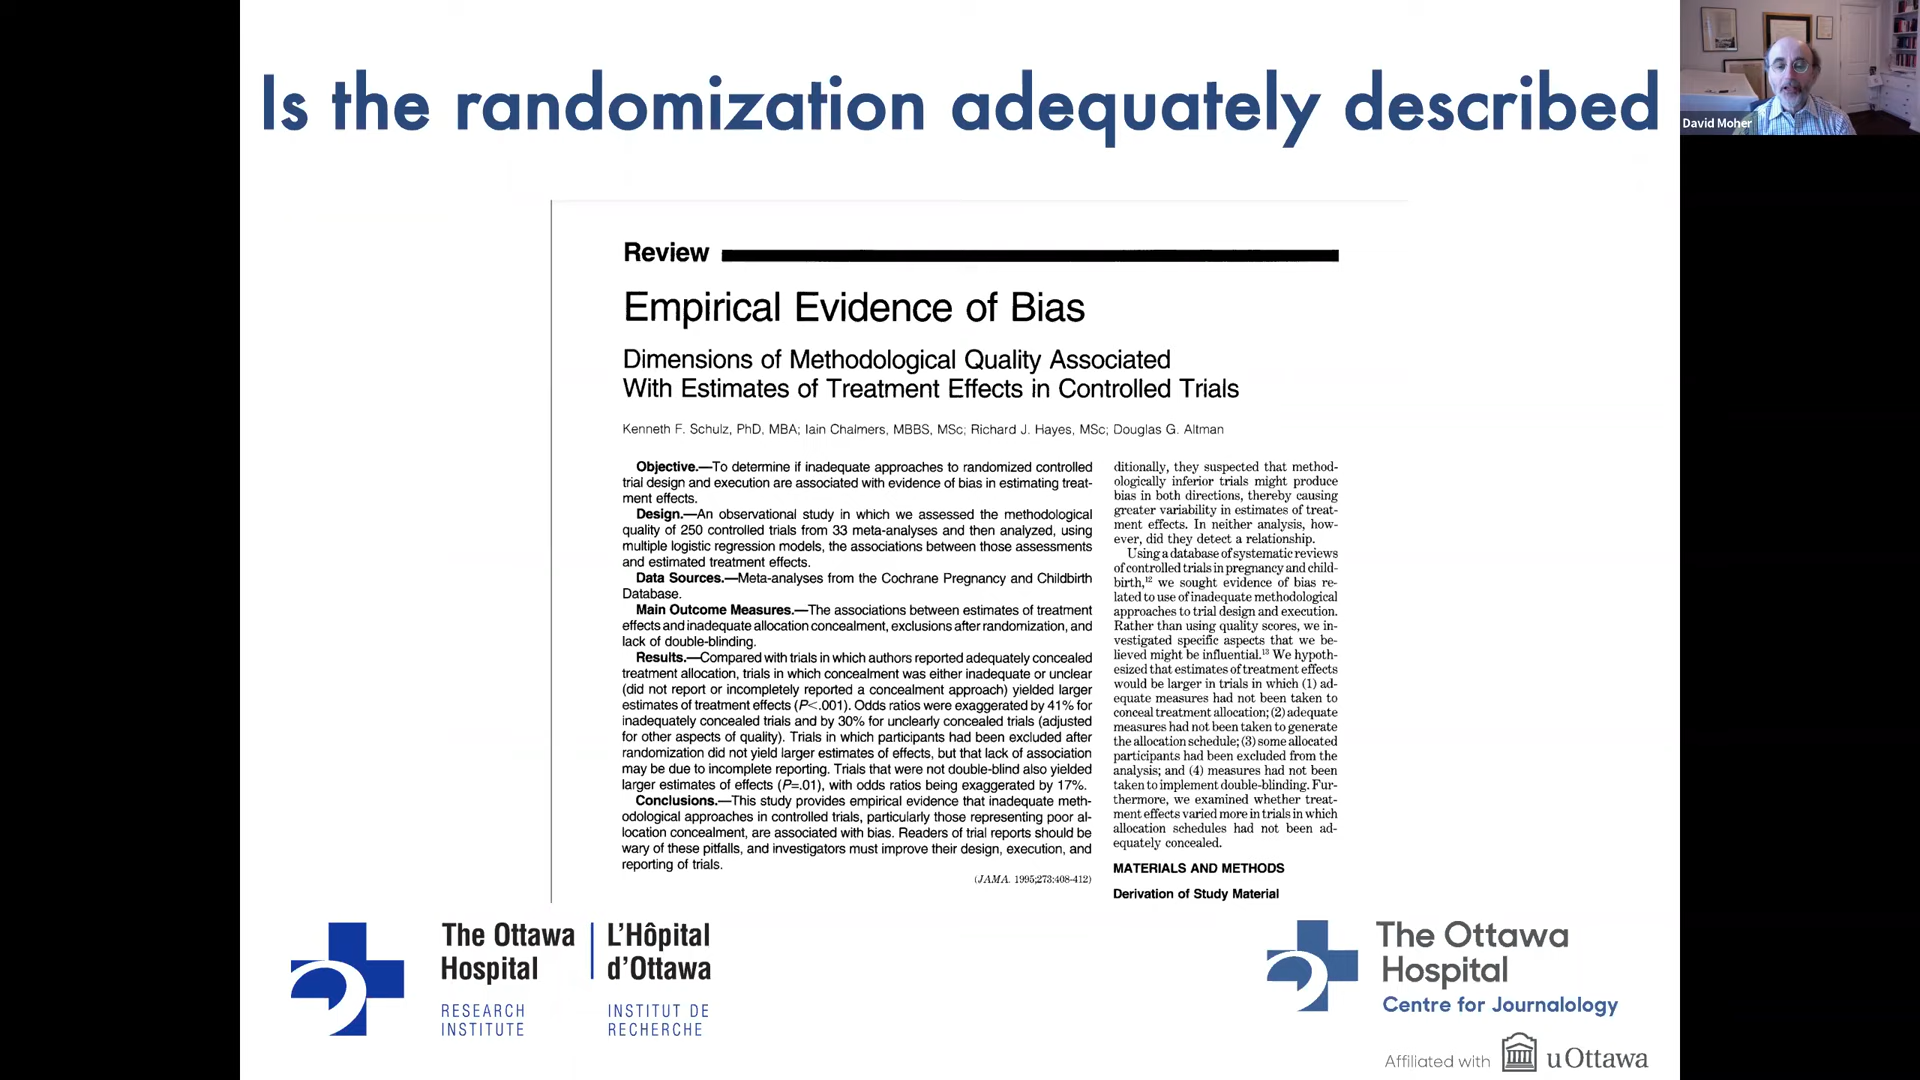 Is the randomization adequately described
David Moher
Review
Empirical Evidence of Bias
Dimensions of Methodological Quality Associated
With Estimates of Treatment Effects in Controlled Trials
Kenneth F. Schulz, PhD, MBA; Iain Chalmers, MBBS, MSc; Richard J. Hayes, MSc; Douglas G. Altman
Objective.—To determine if inadequate approaches to randomized controlled
trial design and execution are associated with evidence of bias in estimating treat-
ment effects.
Design.—An observational study in which we assessed the methodological
quality of 250 controlled trials from 33 meta-analyses and then analyzed, using
multiple logistic regression models, the associations between those assessments
and estimated treatment effects.
Data Sources.—Meta-analyses from the Cochrane Pregnancy and Childbirth
Database.
Main Outcome Measures.—The associations between estimates of treatment
effects and inadequate allocation concealment, exclusions after randomization, and
lack of double-blinding.
Results.—Compared with trials in which authors reported adequately concealed
treatment allocation, trials in which concealment was either inadequate or unclear
(did not report or incompletely reported a concealment approach) yielded larger
estimates of treatment effects (P<.001). Odds ratios were exaggerated by 41% for
inadequately concealed trials and by 30% for unclearly concealed trials (adjusted
for other aspects of quality). Trials in which participants had been excluded after
randomization did not yield larger estimates of effects, but that lack of association
may be due to incomplete reporting. Trials that were not double-blind also yielded
larger estimates of effects (P=.01), with odds ratios being exaggerated by 17%.
Conclusions.—This study provides empirical evidence that inadequate meth-
odological approaches in controlled trials, particularly those representing poor al-
location concealment, are associated with bias. Readers of trial reports should be
wary of these pitfalls, and investigators must improve their design, execution, and
reporting of trials.
(JAMA. 1995;273:408-412)
ditionally, they suspected that method-
ologically inferior trials might produce
bias in both directions, thereby causing
greater variability in estimates of treat-
ment effects. In neither analysis, how-
ever, did they detect a relationship.
Using a database of systematic reviews
of controlled trials in pregnancy and child-
birth,12 we sought evidence of bias re-
lated to use of inadequate methodological
approaches to trial design and execution.
Rather than using quality scores, we in-
vestigated specific aspects that we be-
lieved might be influential.13 We hypoth-
esized that estimates of treatment effects
would be larger in trials in which (1) ad-
equate measures had not been taken to
conceal treatment allocation; (2) adequate
measures had not been taken to generate
the allocation schedule; (3) some allocated
participants had been excluded from the
analysis; and (4) measures had not been
taken to implement double-blinding. Fur-
thermore, we examined whether treat-
ment effects varied more in trials in which
allocation schedules had not been ad-
equately concealed.
MATERIALS AND METHODS
Derivation of Study Material
The Ottawa
Hospital
RESEARCH
INSTITUTE
L'Hôpital
d'Ottawa
INSTITUT DE
RECHERCHE
The Ottawa
Hospital
Centre for Journalology
Affiliated with uOttawa